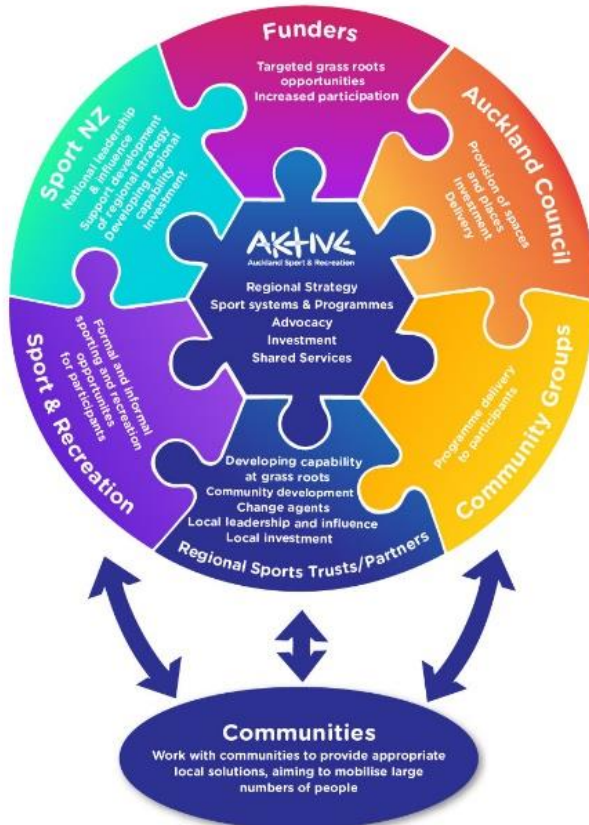 Funders
Targeted grass roots
opportunities
Increased participation
Auckland Council
Provision of spaces
and places
Investment
Delivery
Community Groups
Programme delivery
to participants
Regional Sports Trusts/Partners
Developing capability
at grass roots
Community development
Change agents
Local leadership and influence
Local investment
Sport & Recreation
Formal and informal
sporting and recreation
opportunites
for participants
Sport NZ
National leadership
& influence
Support development
of regional strategy
Developing regional
capability
Investment
AKTIVE
Auckland Sport & Recreation
Regional Strategy
Sport systems & Programmes
Advocacy
Investment
Shared Services
Communities
Work with communities to provide appropriate
local solutions, aiming to mobilise large
numbers of people